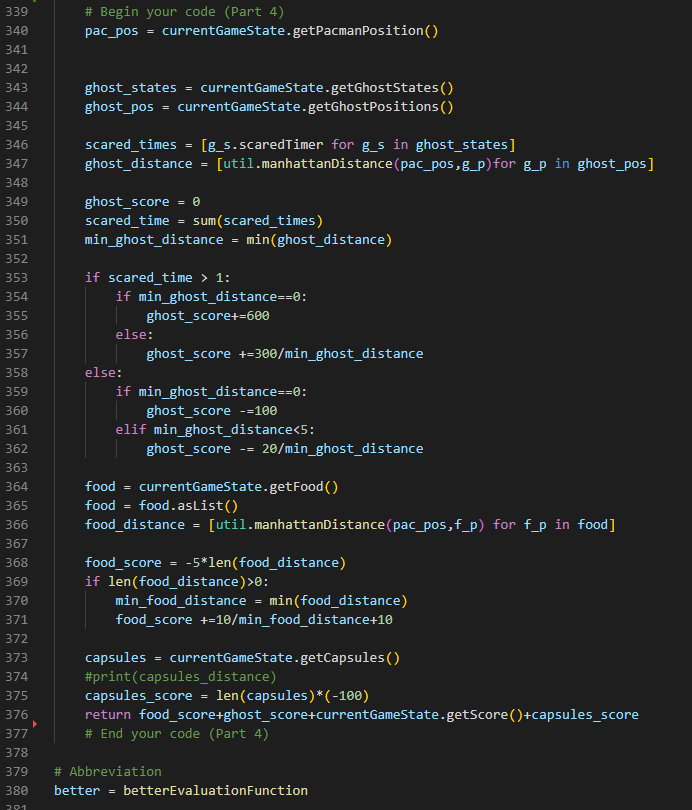 339 # Begin your code (Part 4)
340 pac_pos = currentGameState.getPacmanPosition()
341
342
343 ghost_states = currentGameState.getGhostStates()
344 ghost_pos = currentGameState.getGhostPositions()
345
346 scared_times = [g_s.scaredTimer for g_s in ghost_states]
347 ghost_distance = [util.manhattanDistance(pac_pos,g_p)for g_p in ghost_pos]
348
349 ghost_score = 0
350 scared_time = sum(scared_times)
351 min_ghost_distance = min(ghost_distance)
352
353 if scared_time > 1:
354     if min_ghost_distance==0:
355         ghost_score+=600
356     else:
357         ghost_score +=300/min_ghost_distance
358 else:
359     if min_ghost_distance==0:
360         ghost_score -=100
361     elif min_ghost_distance<5:
362         ghost_score -= 20/min_ghost_distance
363
364 food = currentGameState.getFood()
365 food = food.asList()
366 food_distance = [util.manhattanDistance(pac_pos,f_p) for f_p in food]
367
368 food_score = -5*len(food_distance)
369 if len(food_distance)>0:
370     min_food_distance = min(food_distance)
371     food_score +=10/min_food_distance+10
372
373 capsules = currentGameState.getCapsules()
374 #print(capsules_distance)
375 capsules_score = len(capsules)*(-100)
376 return food_score+ghost_score+currentGameState.getScore()+capsules_score
377 # End your code (Part 4)
378
379 # Abbreviation
380 better = betterEvaluationFunction
381